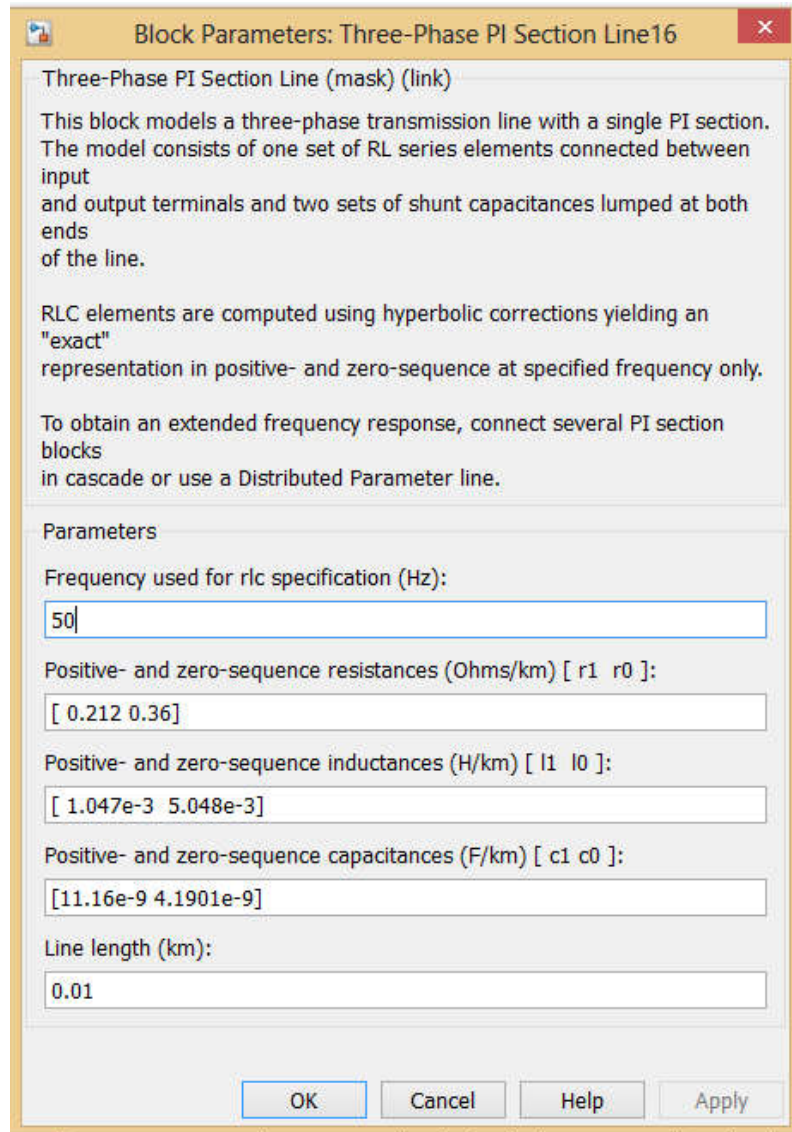 Block Parameters: Three-Phase PI Section Line16
×
Three-Phase PI Section Line (mask) (link)
This block models a three-phase transmission line with a single PI section.
The model consists of one set of RL series elements connected between
input
and output terminals and two sets of shunt capacitances lumped at both
ends
of the line.
RLC elements are computed using hyperbolic corrections yielding an
"exact"
representation in positive- and zero-sequence at specified frequency only.
To obtain an extended frequency response, connect several PI section
blocks
in cascade or use a Distributed Parameter line.
Parameters
Frequency used for rlc specification (Hz):
50
Positive- and zero-sequence resistances (Ohms/km) [ r1  r0 ]:
[ 0.212 0.36]
Positive- and zero-sequence inductances (H/km) [ l1  l0 ]:
[ 1.047e-3  5.048e-3]
Positive- and zero-sequence capacitances (F/km) [ c1 c0 ]:
[11.16e-9 4.1901e-9]
Line length (km):
0.01
OK Cancel Help Apply